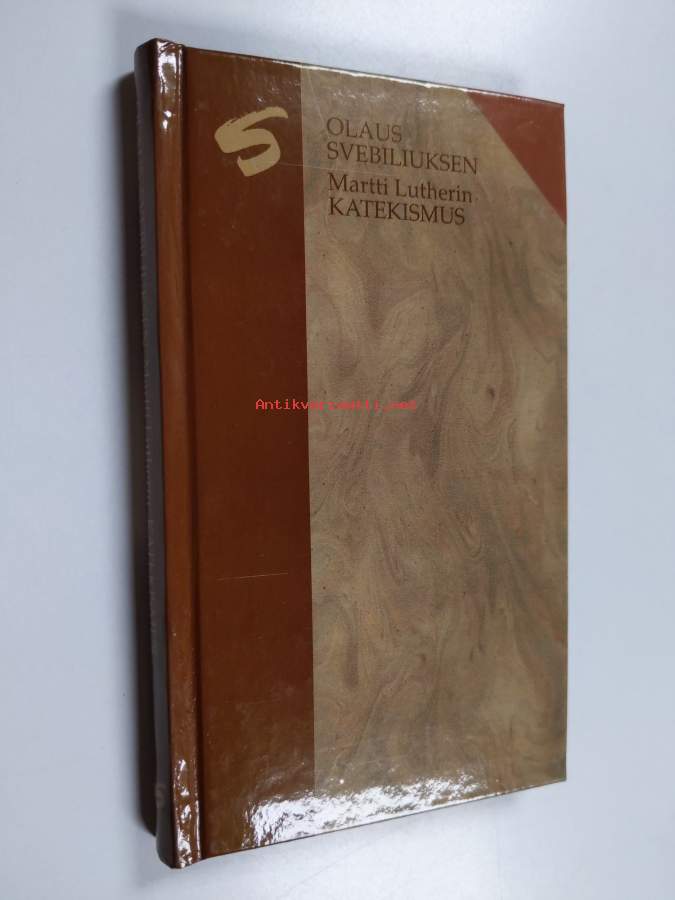 S
OLAUS
SVEBILIUKSEN
Martti Lutherin
KATEKISMUS
Antikvariaatti.net